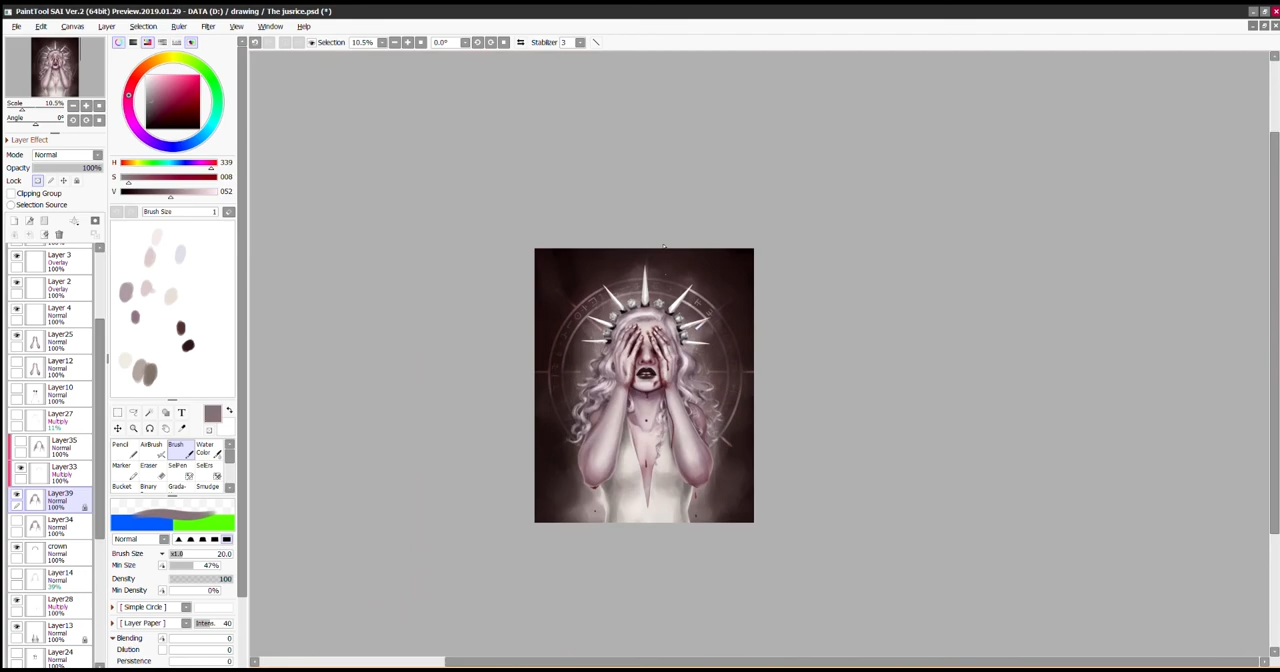 PaintTool SAI Ver.2 (64bit) Preview.2019.01.29 - DATA (D:) / drawing / The jusrice.psd (*)
File Edit Canvas Layer Selection Ruler Filter View Window Help
Selection 10.5% 0.0° Stabilizer 3
Scale 10.5%
Angle 0°
Layer Effect
Mode Normal
Opacity 100%
Lock
Clipping Group
Selection Source
100%
Layer 3
Overlay
100%
Layer 2
Overlay
100%
Layer 4
Normal
100%
Layer25
Normal
100%
Layer12
Normal
100%
Layer10
Normal
100%
Layer27
Multiply
11%
Layer35
Normal
100%
Layer33
Multiply
100%
Layer39
Normal
100%
Layer34
Normal
100%
crown
Normal
100%
Layer14
Normal
39%
Layer28
Multiply
100%
Layer13
Normal
100%
Layer24
Normal
H 339
S 008
V 052
Brush Size 1
T
Pencil AirBrush Brush Water Color
Marker Eraser SelPen SelErs
Bucket Binary Grada- Smudge
Normal
Brush Size x1.0 20.0
Min Size 47%
Density 100
Min Density 0%
[ Simple Circle ]
[ Layer Paper ] Intens. 40
Blending 0
Dilution 0
Persistence 0